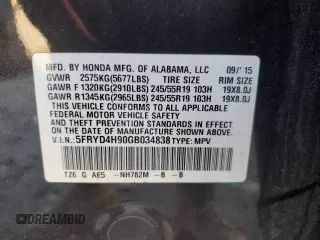 MFD. BY HONDA MFG. OF ALABAMA, LLC 09/'15
GVWR 2575KG(5677LBS) TIRE SIZE RIM SIZE
GAWR F 1320KG(2910LBS) 245/55R19 103H 19X8.0J
GAWR R1345KG(2965LBS) 245/55R19 103H 19X8.0J
THIS VEHICLE CONFORMS TO ALL APPLICABLE
FEDERAL MOTOR VEHICLE SAFETY AND
THEFT PREVENTION STANDARDS IN EFFECT ON THE
DATE OF MANUFACTURE SHOWN ABOVE.
V.I.N.: 5FRYD4H90GB034838 TYPE: MPV
TZ6 G AE5 -NH782M -B -B
DREAMBID
.COM